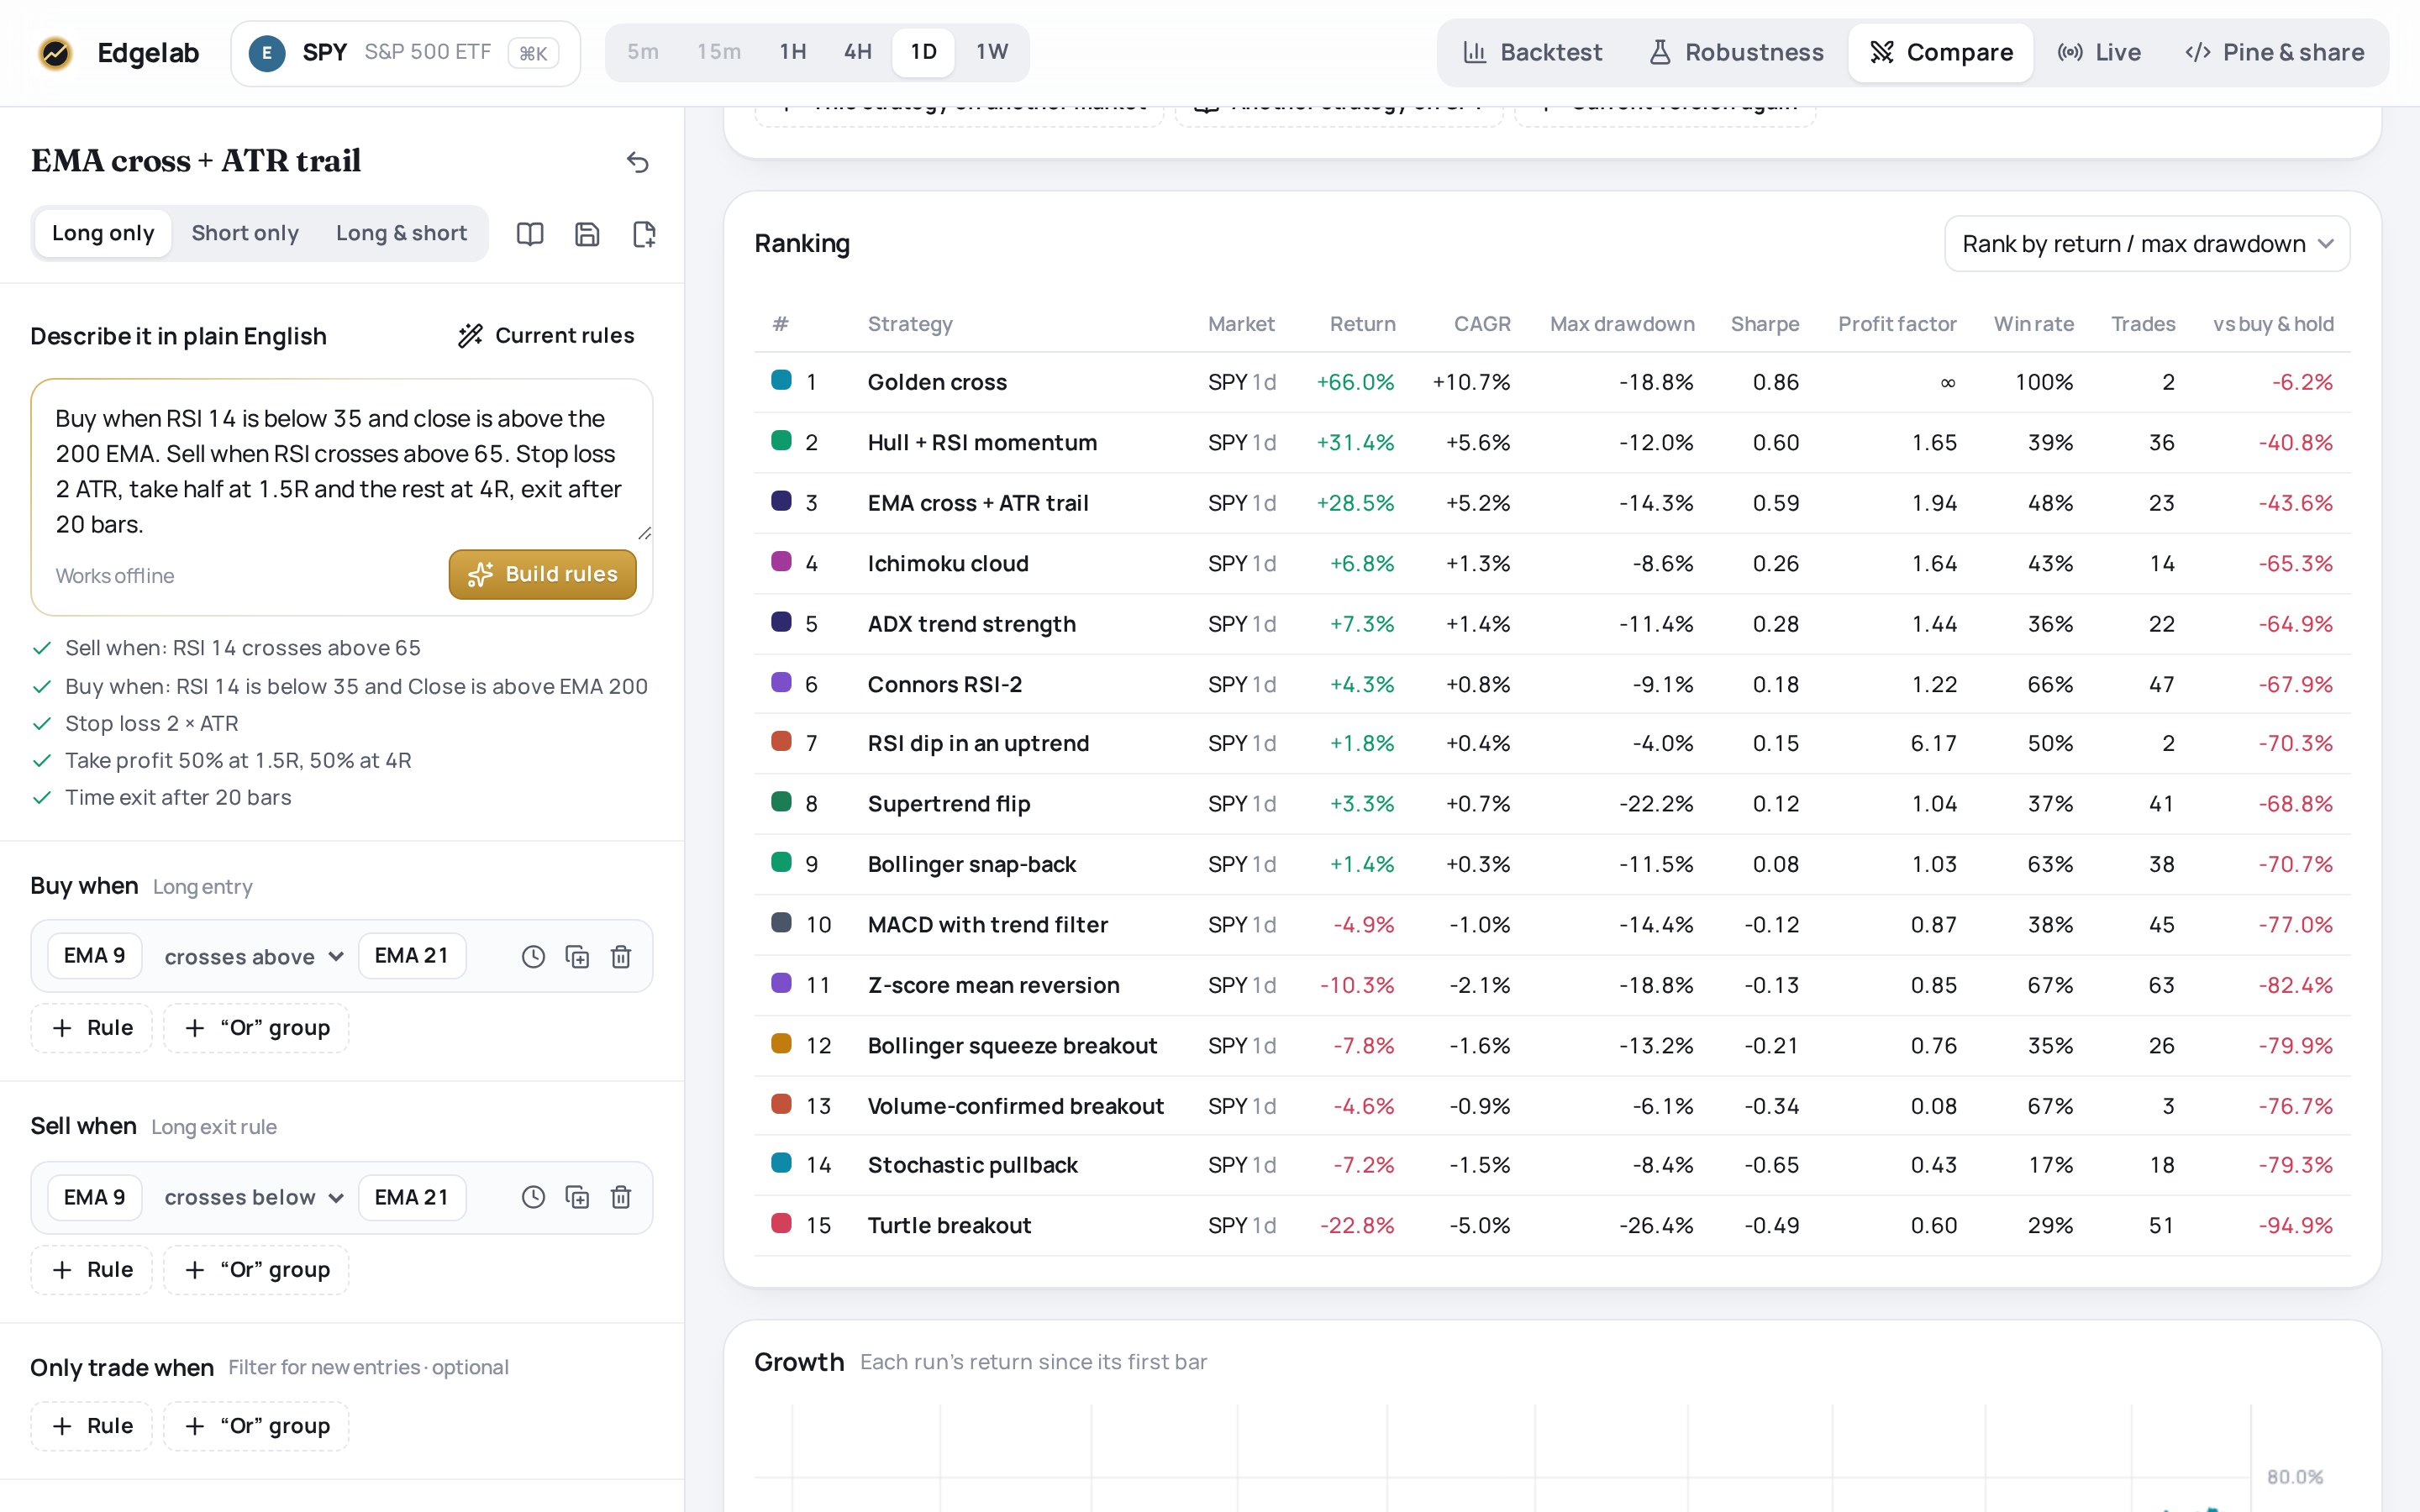 Edgelab
E SPY S&P 500 ETF ⌘K
5m 15m 1H 4H 1D 1W
Backtest Robustness Compare Live Pine & share
EMA cross + ATR trail
Long only Short only Long & short
Describe it in plain English Current rules
Buy when RSI 14 is below 35 and close is above the
200 EMA. Sell when RSI crosses above 65. Stop loss
2 ATR, take half at 1.5R and the rest at 4R, exit after
20 bars.
Works offline Build rules
Sell when: RSI 14 crosses above 65
Buy when: RSI 14 is below 35 and Close is above EMA 200
Stop loss 2 × ATR
Take profit 50% at 1.5R, 50% at 4R
Time exit after 20 bars
Buy when Long entry
EMA 9 crosses above EMA 21
+ Rule + “Or” group
Sell when Long exit rule
EMA 9 crosses below EMA 21
+ Rule + “Or” group
Only trade when Filter for new entries · optional
+ Rule + “Or” group
This strategy on another market Another strategy on SPY Current version again
Ranking Rank by return / max drawdown
# Strategy Market Return CAGR Max drawdown Sharpe Profit factor Win rate Trades vs buy & hold
1 Golden cross SPY 1d +66.0% +10.7% -18.8% 0.86 ∞ 100% 2 -6.2%
2 Hull + RSI momentum SPY 1d +31.4% +5.6% -12.0% 0.60 1.65 39% 36 -40.8%
3 EMA cross + ATR trail SPY 1d +28.5% +5.2% -14.3% 0.59 1.94 48% 23 -43.6%
4 Ichimoku cloud SPY 1d +6.8% +1.3% -8.6% 0.26 1.64 43% 14 -65.3%
5 ADX trend strength SPY 1d +7.3% +1.4% -11.4% 0.28 1.44 36% 22 -64.9%
6 Connors RSI-2 SPY 1d +4.3% +0.8% -9.1% 0.18 1.22 66% 47 -67.9%
7 RSI dip in an uptrend SPY 1d +1.8% +0.4% -4.0% 0.15 6.17 50% 2 -70.3%
8 Supertrend flip SPY 1d +3.3% +0.7% -22.2% 0.12 1.04 37% 41 -68.8%
9 Bollinger snap-back SPY 1d +1.4% +0.3% -11.5% 0.08 1.03 63% 38 -70.7%
10 MACD with trend filter SPY 1d -4.9% -1.0% -14.4% -0.12 0.87 38% 45 -77.0%
11 Z-score mean reversion SPY 1d -10.3% -2.1% -18.8% -0.13 0.85 67% 63 -82.4%
12 Bollinger squeeze breakout SPY 1d -7.8% -1.6% -13.2% -0.21 0.76 35% 26 -79.9%
13 Volume-confirmed breakout SPY 1d -4.6% -0.9% -6.1% -0.34 0.08 67% 3 -76.7%
14 Stochastic pullback SPY 1d -7.2% -1.5% -8.4% -0.65 0.43 17% 18 -79.3%
15 Turtle breakout SPY 1d -22.8% -5.0% -26.4% -0.49 0.60 29% 51 -94.9%
Growth Each run’s return since its first bar
80.0%